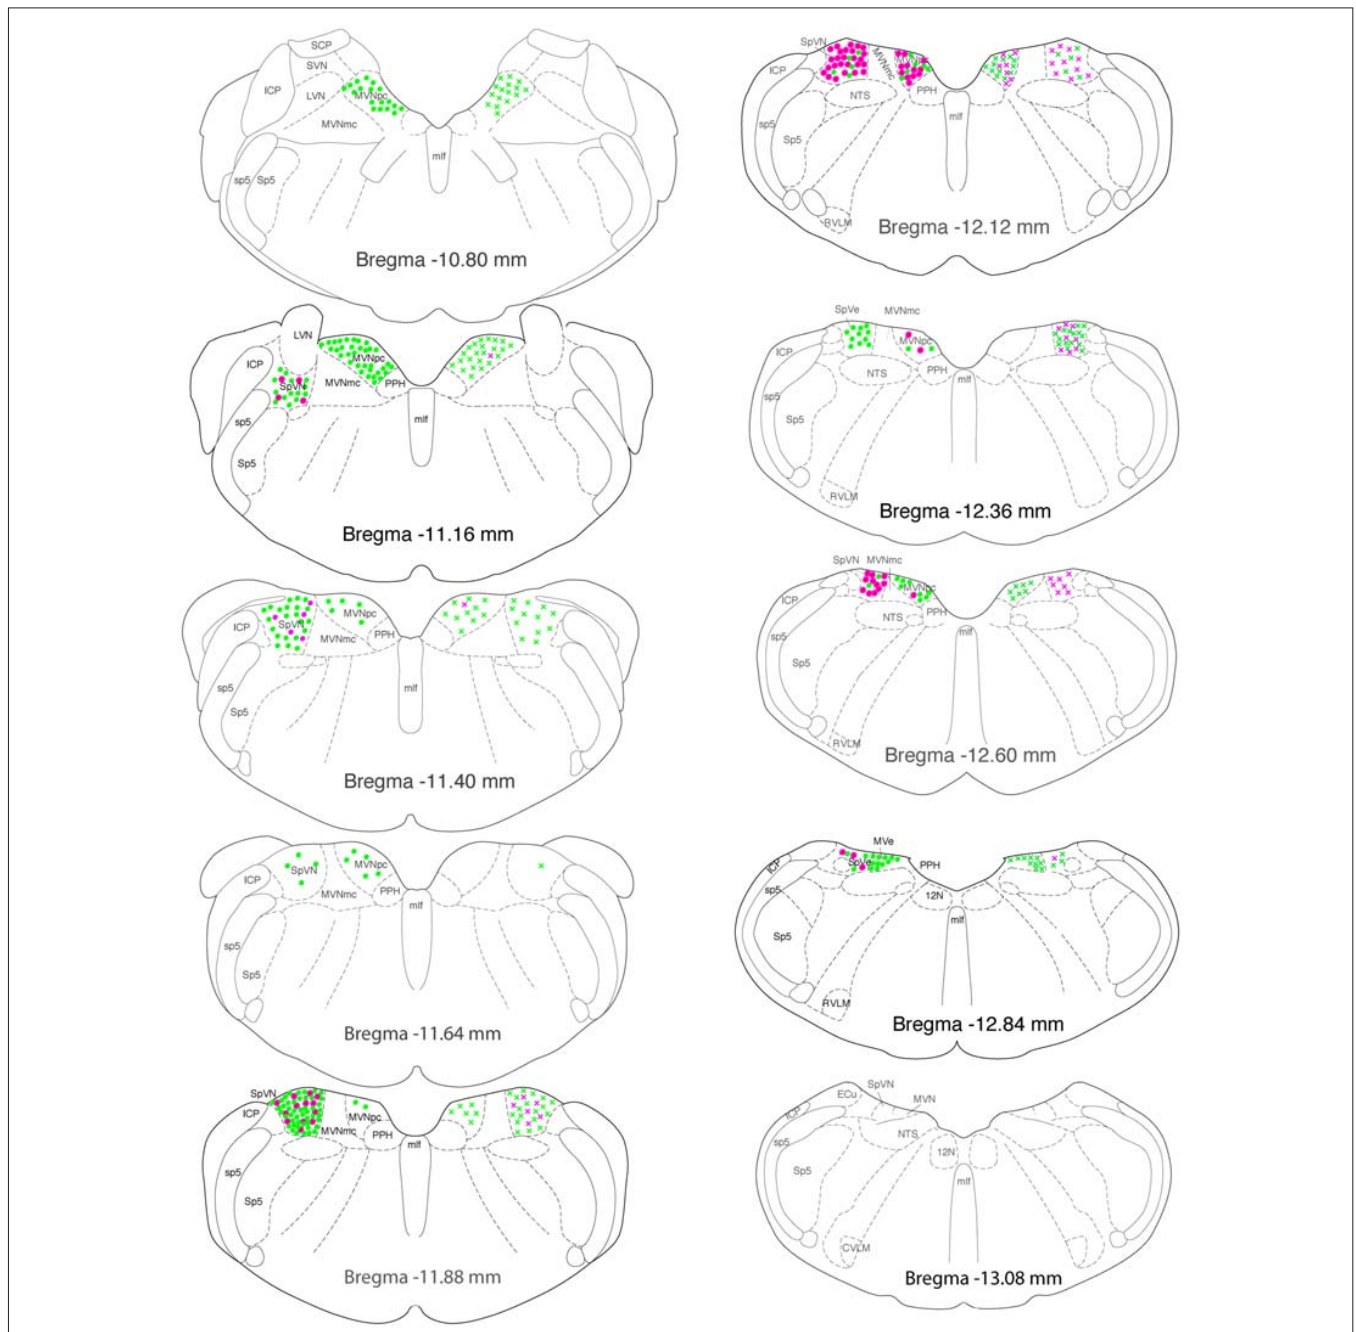 SCP
SVN
ICP
LVN
MVNpc
MVNmc
mlf
sp5
Sp5
Bregma -10.80 mm
LVN
ICP
MVNpc
SpVN
MVNmc
PPH
sp5
mlf
Sp5
Bregma -11.16 mm
MVNpc
ICP
SpVN
MVNmc
PPH
sp5
mlf
Sp5
Bregma -11.40 mm
SpVN
MVNpc
ICP
MVNmc
PPH
mlf
sp5
Sp5
Bregma -11.64 mm
SpVN
ICP
MVNpc
MVNmc
PPH
mlf
sp5
Sp5
Bregma -11.88 mm
SpVN
MVNmc
ICP
NTS
PPH
mlf
sp5
Sp5
RVLM
Bregma -12.12 mm
SpVe
MVNmc
MVNpc
ICP
NTS
PPH
mlf
sp5
Sp5
RVLM
Bregma -12.36 mm
SpVN
MVNmc
MVNpc
ICP
NTS
PPH
mlf
sp5
Sp5
RVLM
Bregma -12.60 mm
MVe
SpVe
PPH
ICP
sp5
12N
mlf
Sp5
RVLM
Bregma -12.84 mm
SpVN
ECu
MVN
ICP
NTS
sp5
12N
Sp5
mlf
CVLM
Bregma -13.08 mm